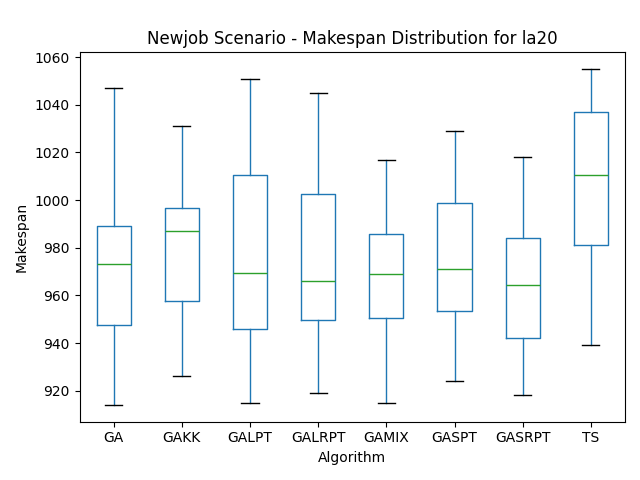 Newjob Scenario - Makespan Distribution for la20
1060
1040
1020
1000
980
960
940
920
Makespan
GA GAKK GALPT GALRPT GAMIX GASPT GASRPT TS
Algorithm